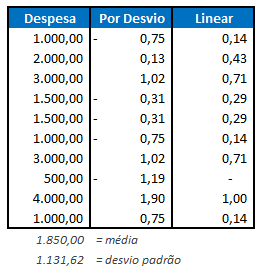 Despesa Por Desvio Linear
1.000,00 - 0,75 0,14
2.000,00 0,13 0,43
3.000,00 1,02 0,71
1.500,00 - 0,31 0,29
1.500,00 - 0,31 0,29
1.000,00 - 0,75 0,14
3.000,00 1,02 0,71
500,00 - 1,19 -
4.000,00 1,90 1,00
1.000,00 0,75 0,14
1.850,00 = média
1.131,62 = desvio padrão